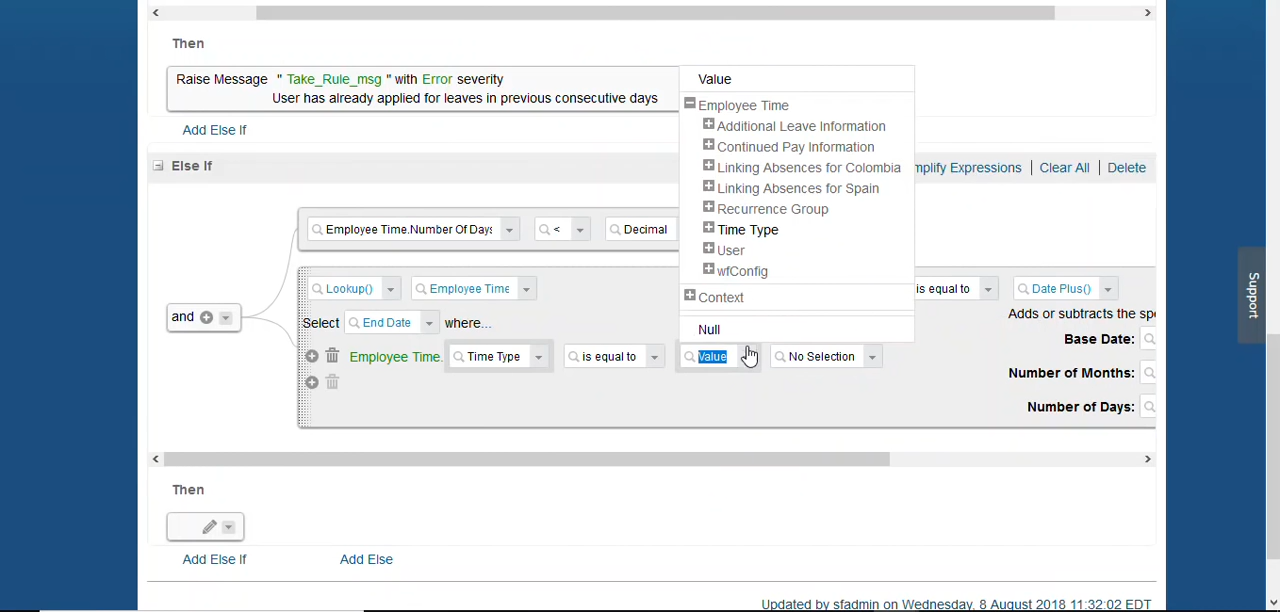 Then
Raise Message " Take_Rule_msg " with Error severity
User has already applied for leaves in previous consecutive days
Add Else If
Else If
mplify Expressions | Clear All | Delete
Employee Time.Number Of Days
<
Decimal
Value
Employee Time
Additional Leave Information
Continued Pay Information
Linking Absences for Colombia
Linking Absences for Spain
Recurrence Group
Time Type
User
wfConfig
Context
Null
and
Lookup()
Employee Time
is equal to
Date Plus()
Adds or subtracts the spe
Select End Date where...
Base Date:
Employee Time. Time Type is equal to Value No Selection
Number of Months:
Number of Days:
Then
Add Else If
Add Else
Updated by sfadmin on Wednesday, 8 August 2018 11:32:02 EDT
Support